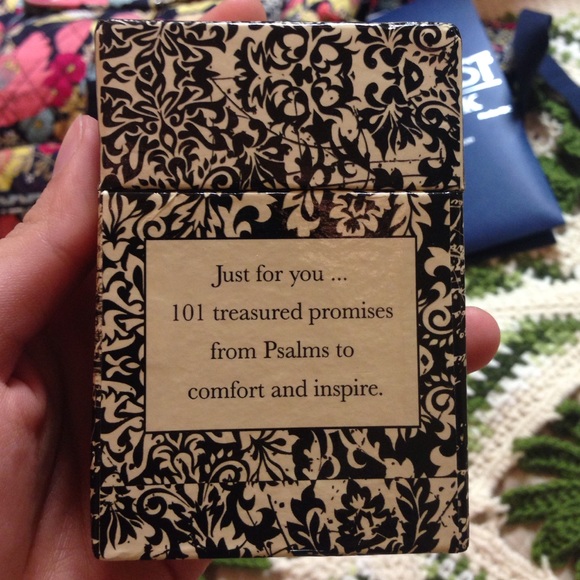 Just for you ...
101 treasured promises
from Psalms to
comfort and inspire.